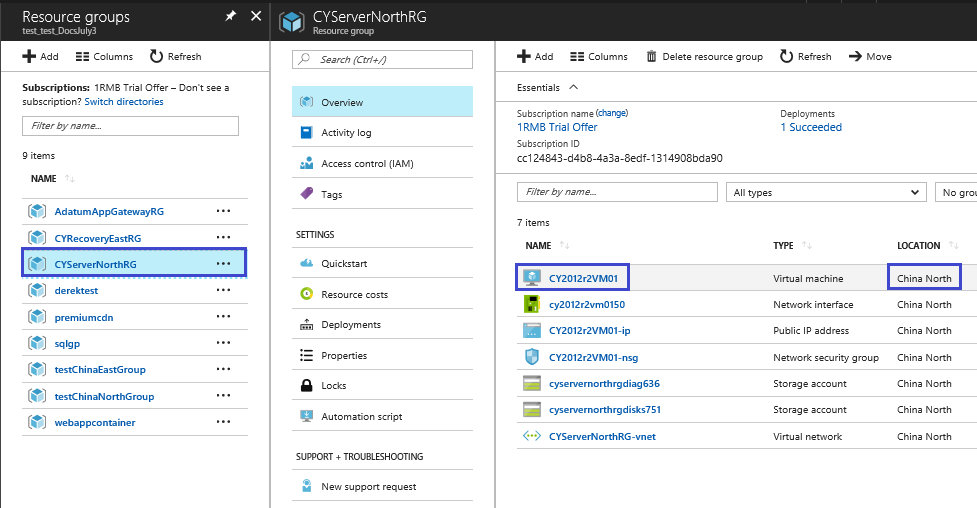 Resource groups
test_test_DocsJuly3
Add
Columns
Refresh
Subscriptions: 1RMB Trial Offer – Don't see a
subscription? Switch directories
Filter by name...
9 items
NAME
AdatumAppGatewayRG
CYRecoveryEastRG
CYServerNorthRG
derektest
premiumcdn
sqlgp
testChinaEastGroup
testChinaNorthGroup
webappcontainer
CYServerNorthRG
Resource group
Search (Ctrl+/)
Overview
Activity log
Access control (IAM)
Tags
SETTINGS
Quickstart
Resource costs
Deployments
Properties
Locks
Automation script
SUPPORT + TROUBLESHOOTING
New support request
Add
Columns
Delete resource group
Refresh
Move
Essentials
Subscription name (change)
1RMB Trial Offer
Deployments
1 Succeeded
Subscription ID
cc124843-d4b8-4a3a-8edf-1314908bda90
Filter by name...
All types
No grou
7 items
NAME TYPE LOCATION
CY2012r2VM01 Virtual machine China North
cy2012r2vm0150 Network interface China North
CY2012r2VM01-ip Public IP address China North
CY2012r2VM01-nsg Network security group China North
cyservernorthrgdiag636 Storage account China North
cyservernorthrgdisks751 Storage account China North
CYServerNorthRG-vnet Virtual network China North